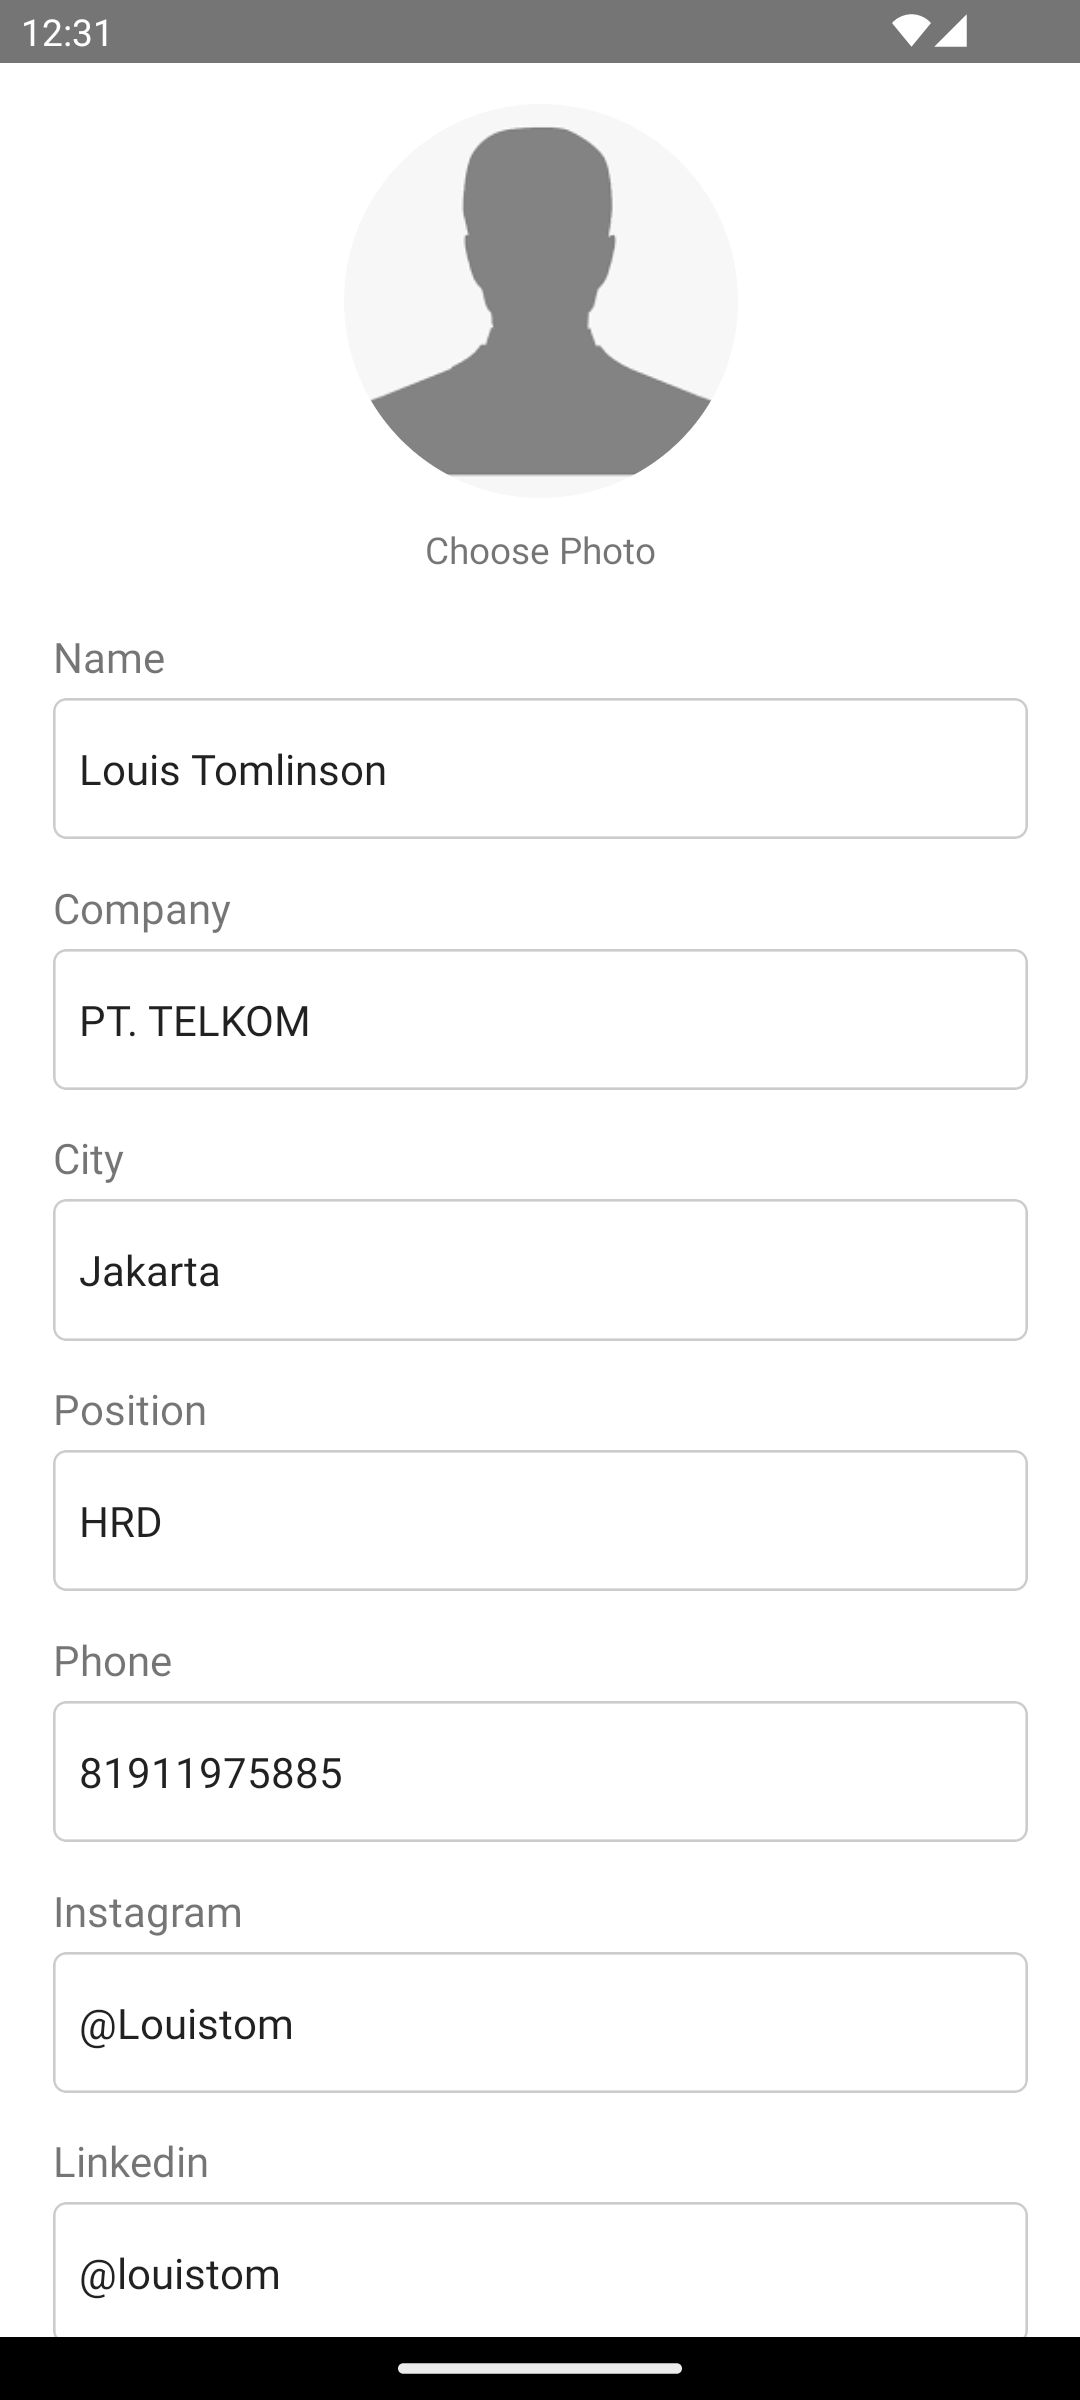 12:31
Choose Photo
Name
Louis Tomlinson
Company
PT. TELKOM
City
Jakarta
Position
HRD
Phone
81911975885
Instagram
@Louistom
Linkedin
@louistom